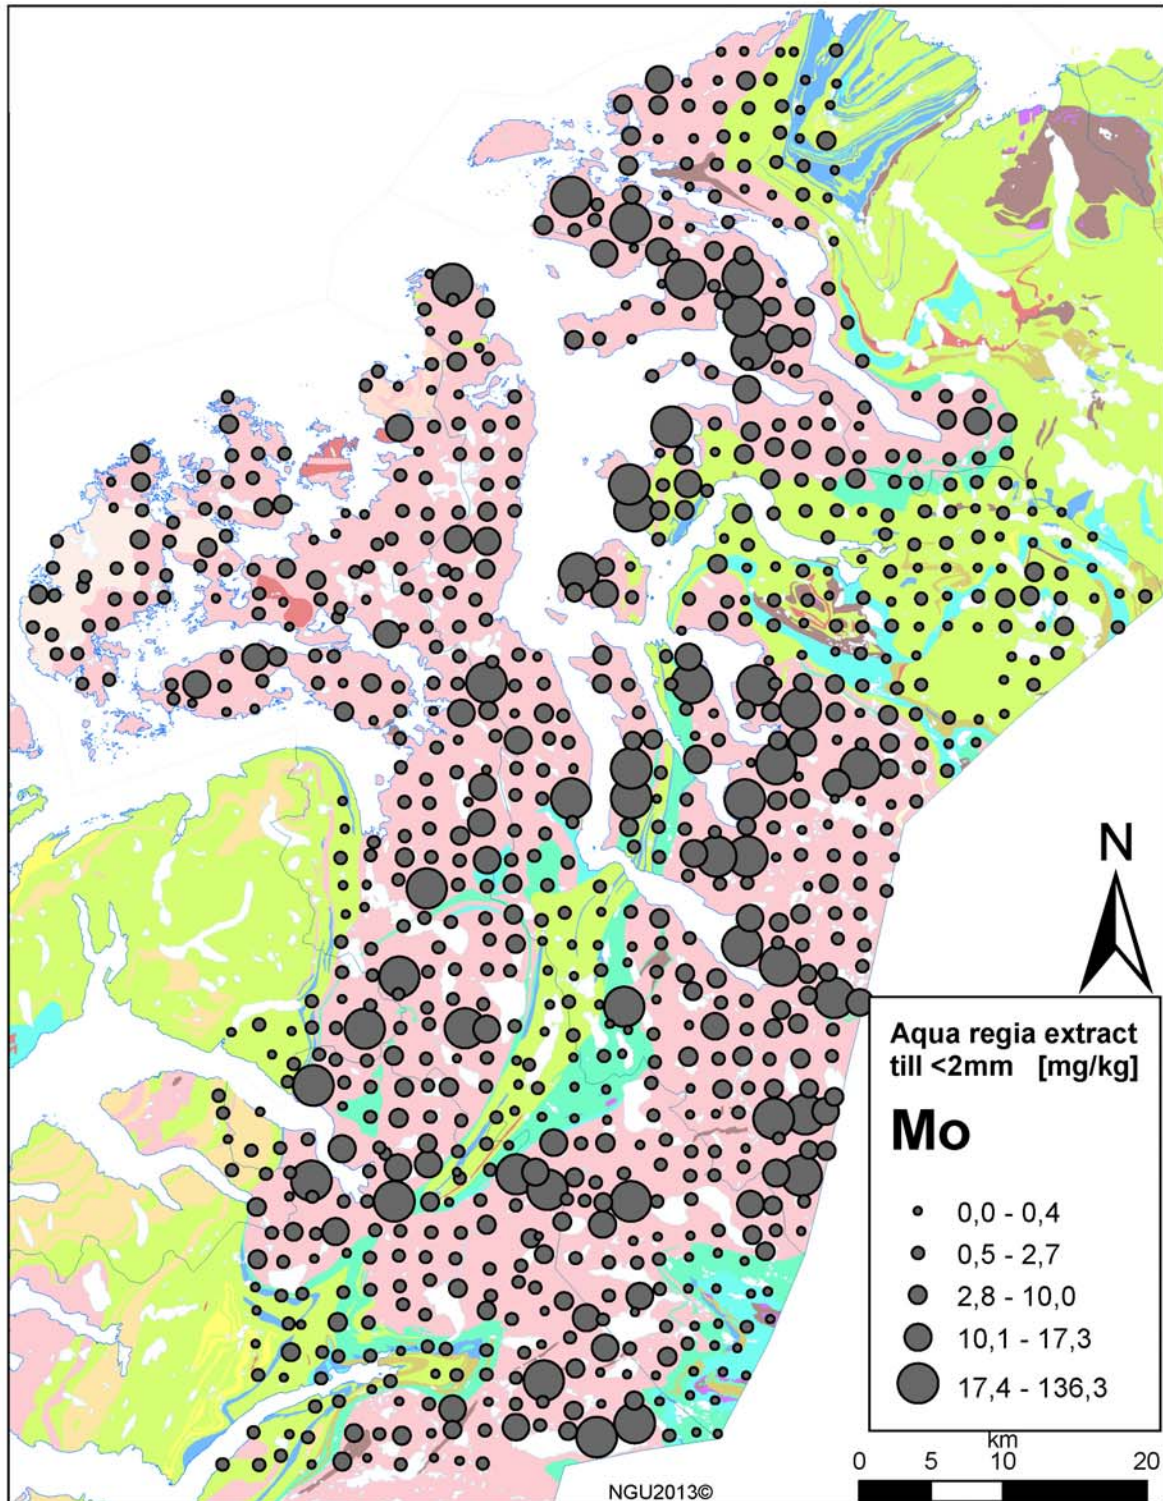 N
Aqua regia extract
till <2mm [mg/kg]
Mo
0,0 - 0,4
0,5 - 2,7
2,8 - 10,0
10,1 - 17,3
17,4 - 136,3
km
0 5 10 20
NGU2013©